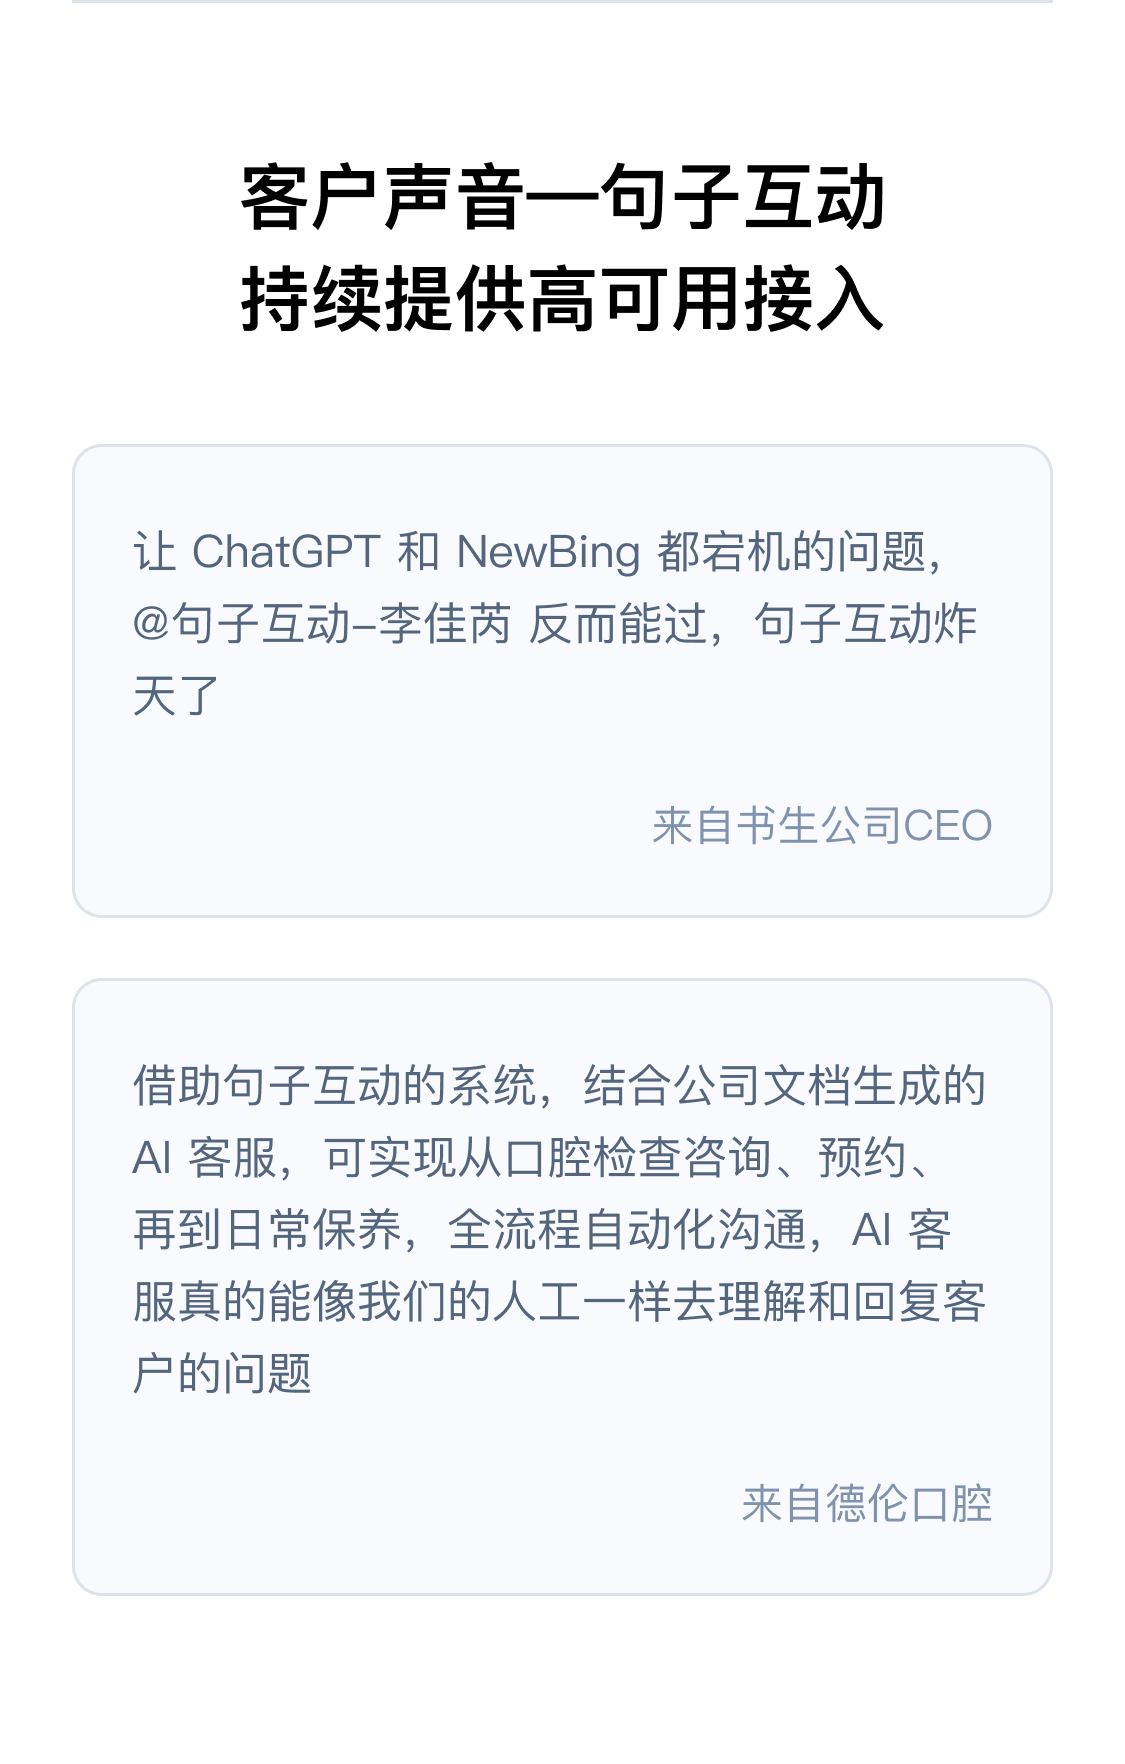 客户声音—句子互动
持续提供高可用接入
让 ChatGPT 和 NewBing 都宕机的问题，
@句子互动-李佳芮 反而能过，句子互动炸
天了
来自书生公司CEO
借助句子互动的系统，结合公司文档生成的
AI 客服，可实现从口腔检查咨询、预约、
再到日常保养，全流程自动化沟通，AI 客
服真的能像我们的人工一样去理解和回复客
户的问题
来自德伦口腔